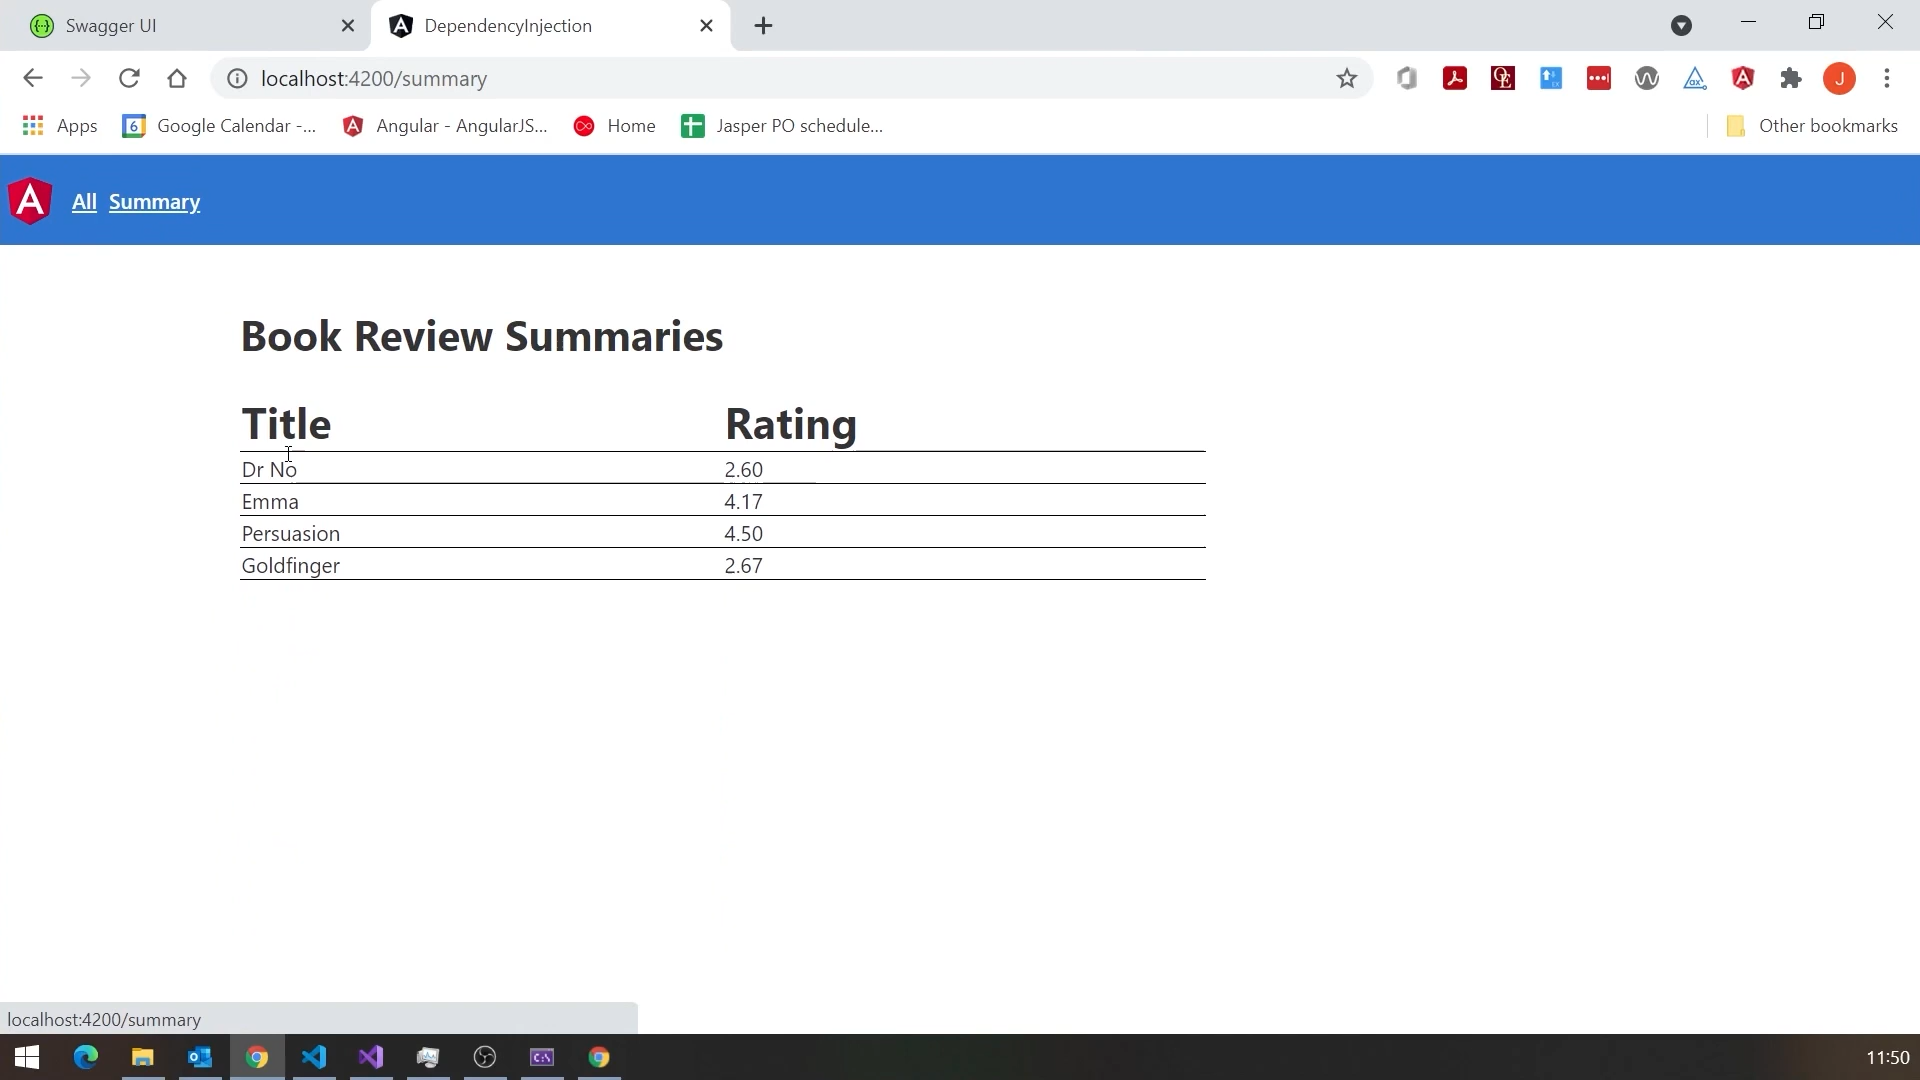 Swagger UI
DependencyInjection
localhost:4200/summary
J
Apps
6
Google Calendar -...
Angular - AngularJS...
Home
Jasper PO schedule...
Other bookmarks
All Summary
Book Review Summaries
Title Rating
Dr No 2.60
Emma 4.17
Persuasion 4.50
Goldfinger 2.67
localhost:4200/summary
11:50